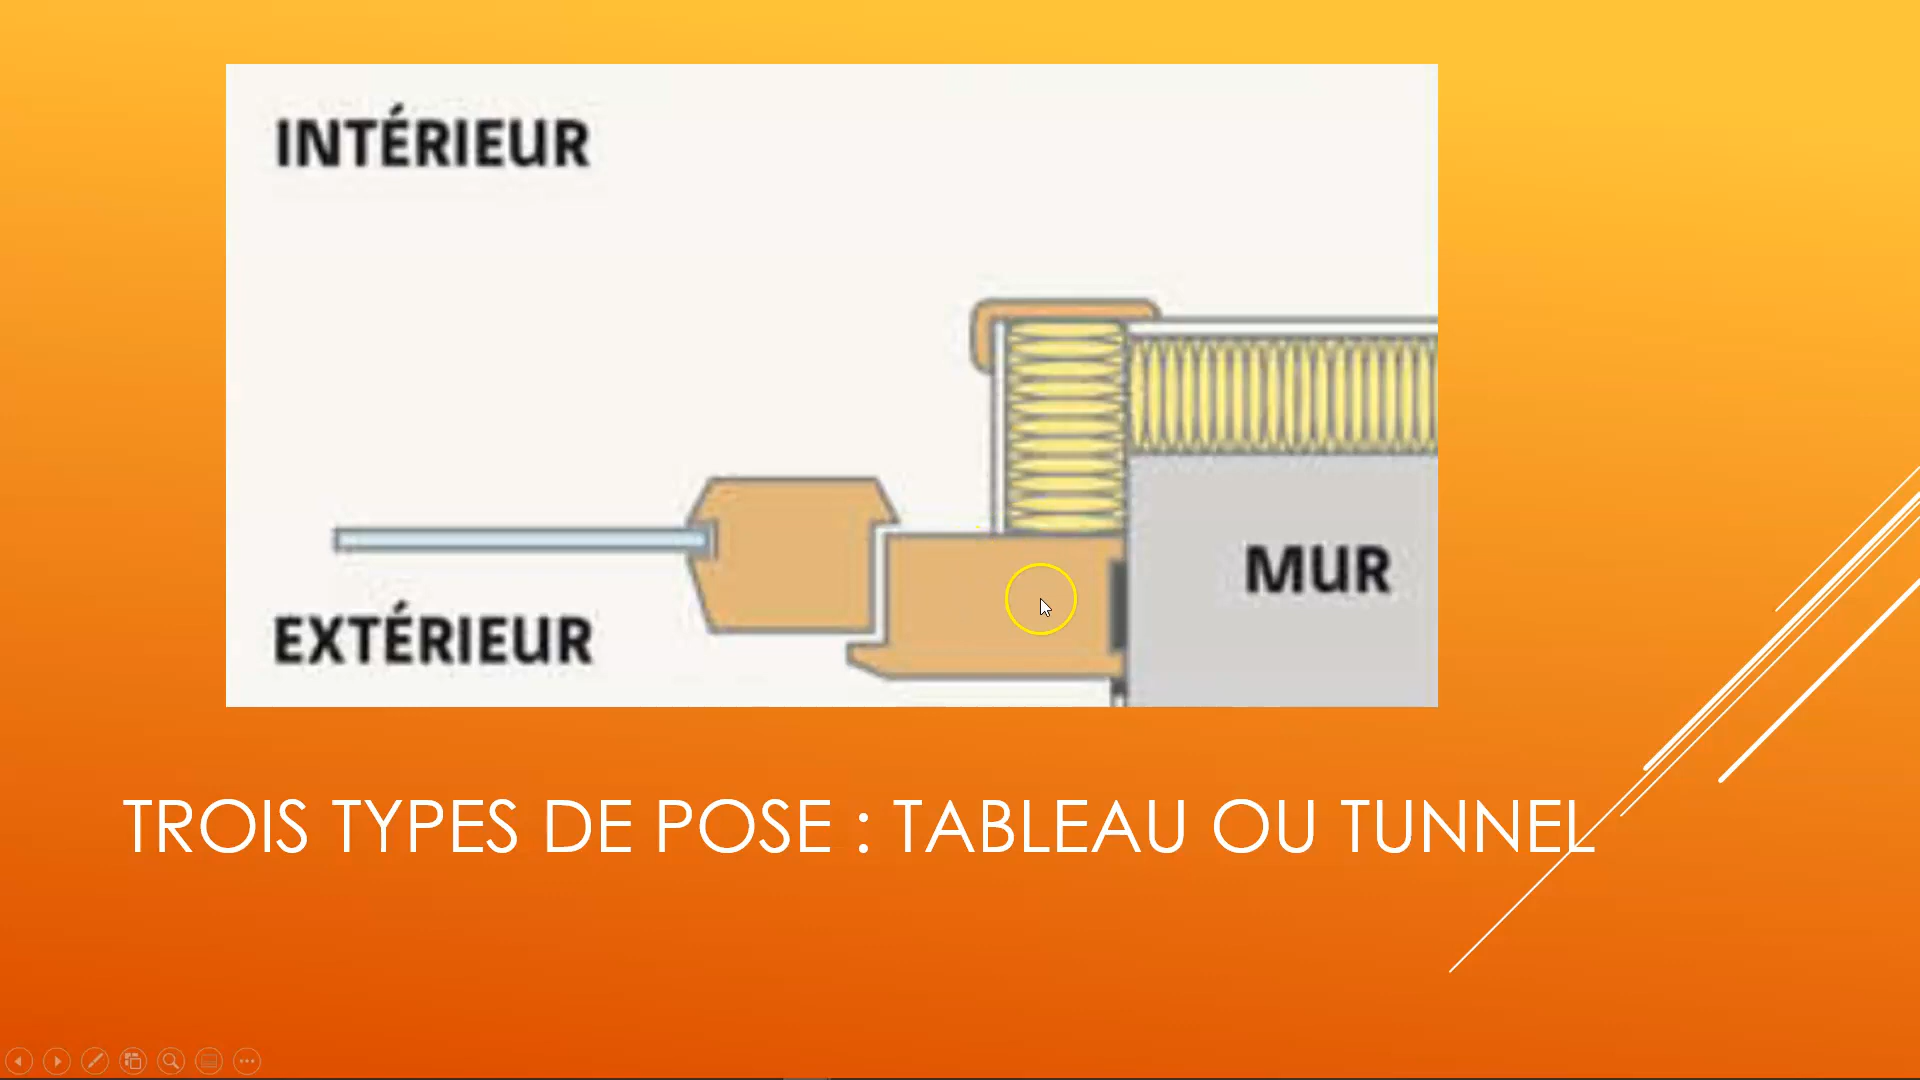 INTÉRIEUR
MUR
EXTÉRIEUR
TROIS TYPES DE POSE : TABLEAU OU TUNNEL